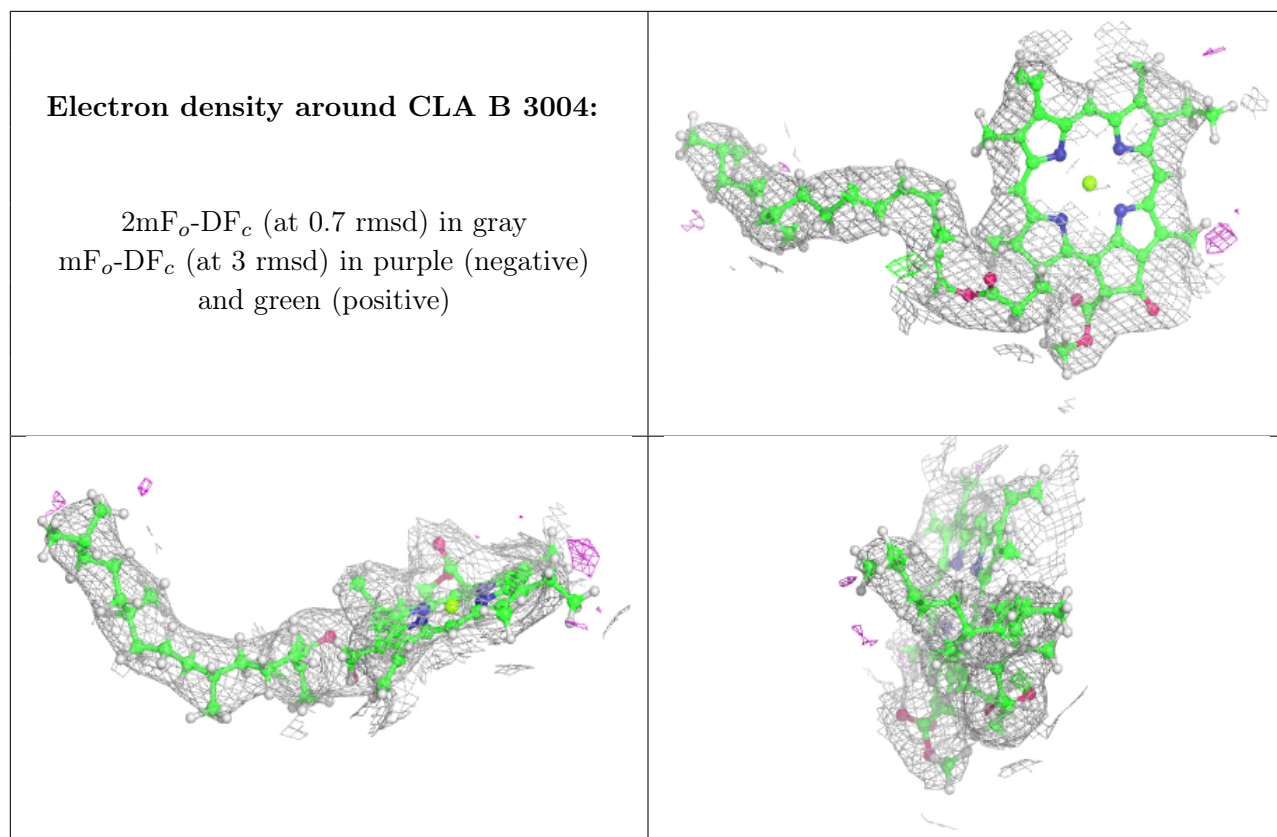 Electron density around CLA B 3004:
2mFo-DFc (at 0.7 rmsd) in gray
mFo-DFc (at 3 rmsd) in purple (negative)
and green (positive)